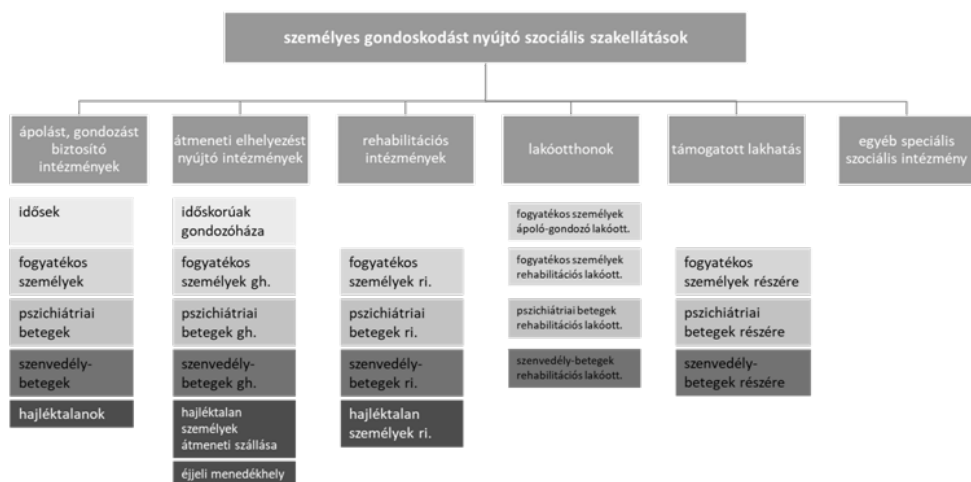 személyes gondoskodást nyújtó szociális szakellátások
ápolást, gondozást
biztosító
intézmények
átmeneti elhelyezést
nyújtó intézmények
rehabilitációs
intézmények
lakóotthonok
támogatott lakhatás
egyéb speciális
szociális intézmény
idősek
fogyatékos
személyek
pszichiátriai
betegek
szenvedély-
betegek
hajléktalanok
időskorúak
gondozóháza
fogyatékos
személyek gh.
pszichiátriai
betegek gh.
szenvedély-
betegek gh.
hajléktalan
személyek
átmeneti szállása
éjjeli menedékhely
fogyatékos
személyek ri.
pszichiátriai
betegek ri.
szenvedély-
betegek ri.
hajléktalan
személyek ri.
fogyatékos személyek
ápoló-gondozó lakóott.
fogyatékos személyek
rehabilitációs lakóott.
pszichiátriai betegek
rehabilitációs lakóott.
szenvedély-betegek
rehabilitációs lakóott.
fogyatékos
személyek részére
pszichiátriai
betegek részére
szenvedély-
betegek részére